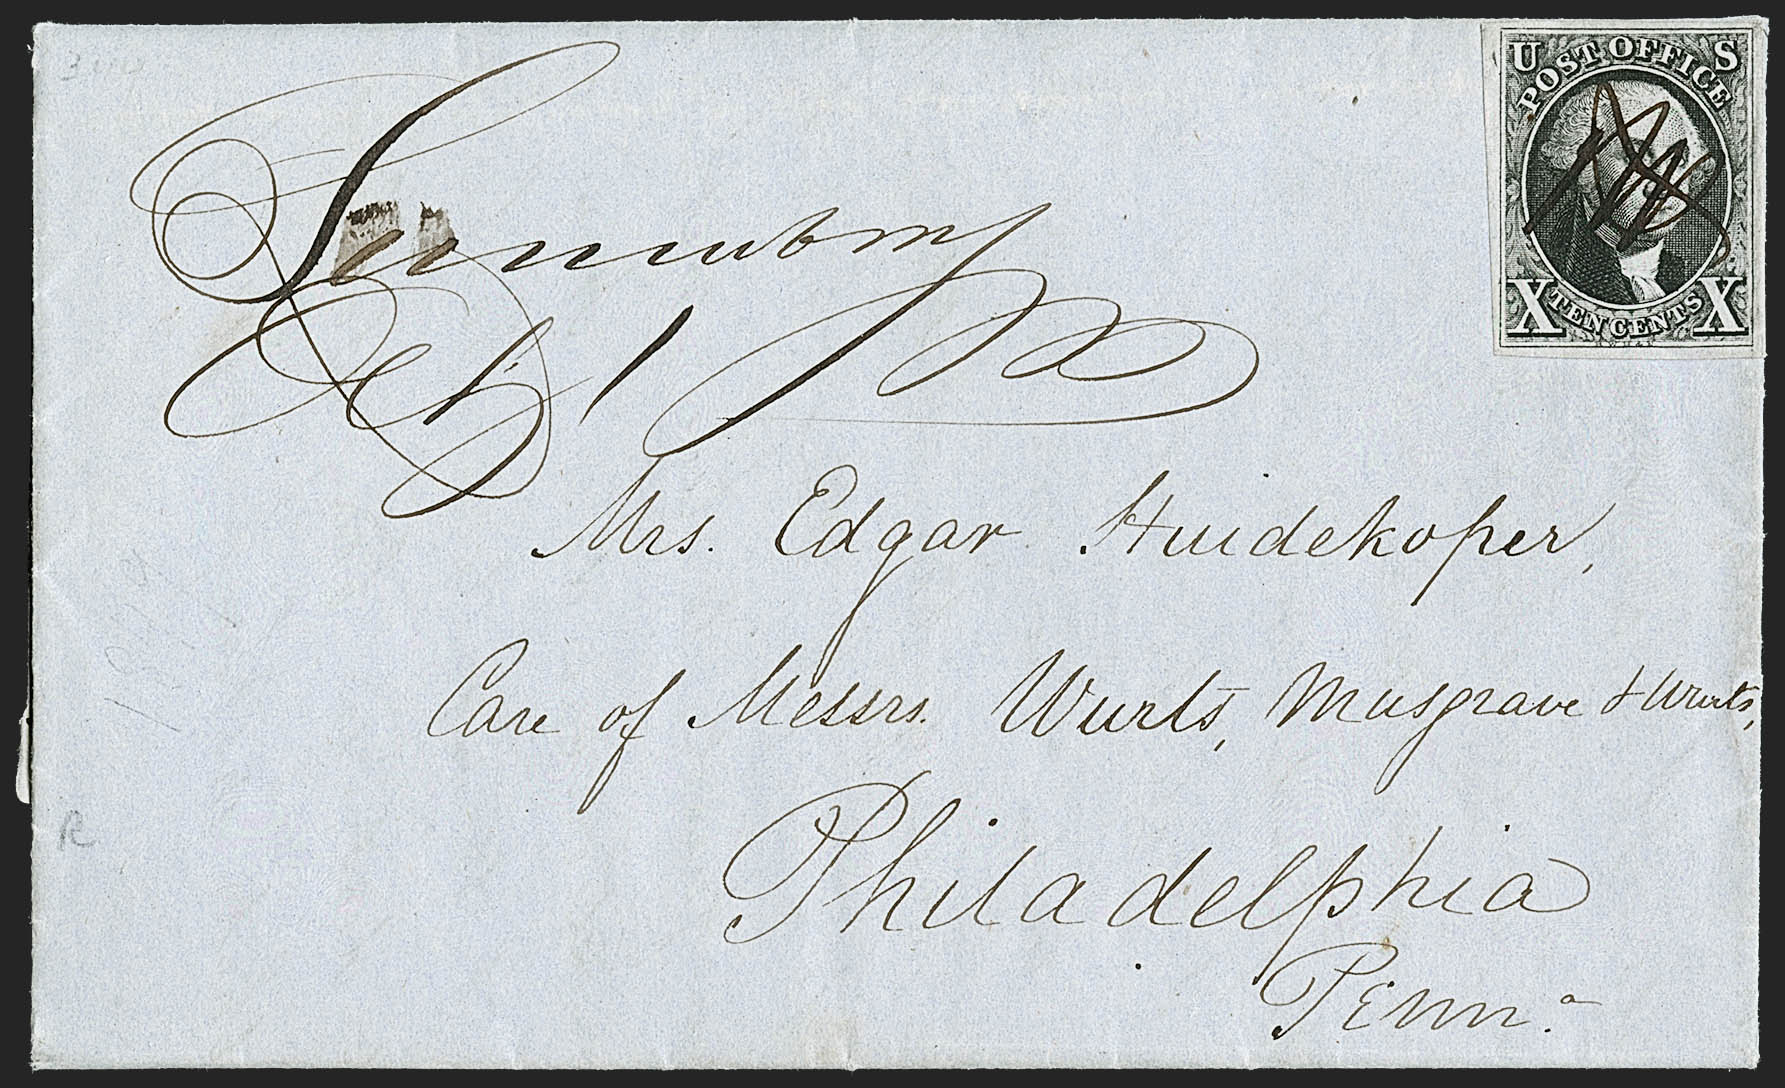 U POST OFFICE S
X TEN CENTS X
Mrs. Edgar Huidekoper,
Care of Messrs. Wurts, Musgrave & Wurts,
Philadelphia
Penn.a
R